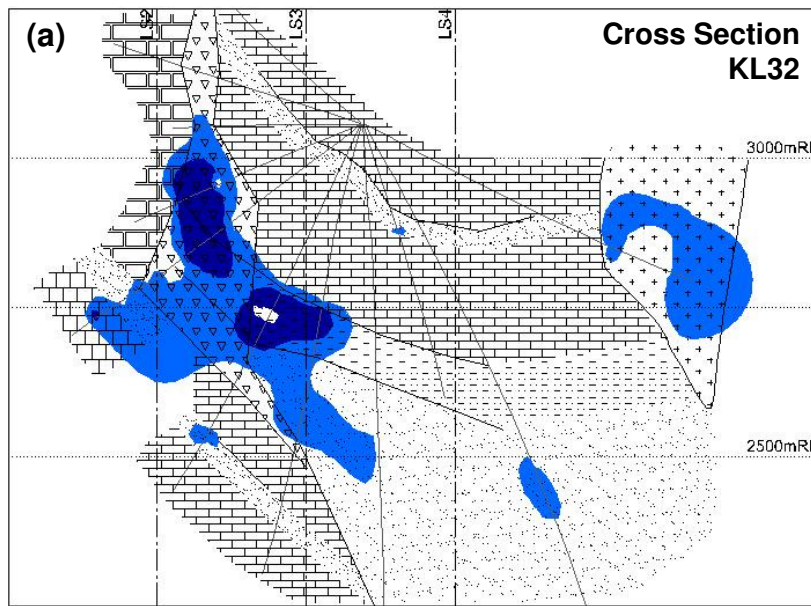 (a)
LS2
LS3
LS4
Cross Section
KL32
3000mRl
2500mRl